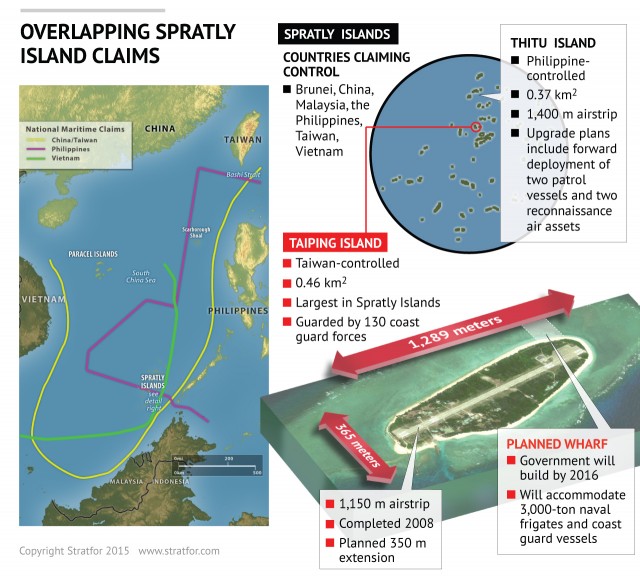 OVERLAPPING SPRATLY
ISLAND CLAIMS
National Maritime Claims
China/Taiwan
Philippines
Vietnam
CHINA
TAIWAN
Bashi Strait
Scarborough
Shoal
PARACEL ISLANDS
South
China Sea
VIETNAM
PHILIPPINES
SPRATLY
ISLANDS
see
detail
right
200
500
MALAYSIA
INDONESIA
Copyright Stratfor 2015 www.stratfor.com
SPRATLY ISLANDS
COUNTRIES CLAIMING
CONTROL
Brunei, China,
Malaysia, the
Philippines,
Taiwan,
Vietnam
THITU ISLAND
Philippine-
controlled
0.37 km²
1,400 m airstrip
Upgrade plans
include forward
deployment of
two patrol
vessels and two
reconnaissance
air assets
TAIPING ISLAND
Taiwan-controlled
0.46 km²
Largest in Spratly Islands
Guarded by 130 coast
guard forces
1,289 meters
365 meters
1,150 m airstrip
Completed 2008
Planned 350 m
extension
PLANNED WHARF
Government will
build by 2016
Will accommodate
3,000-ton naval
frigates and coast
guard vessels